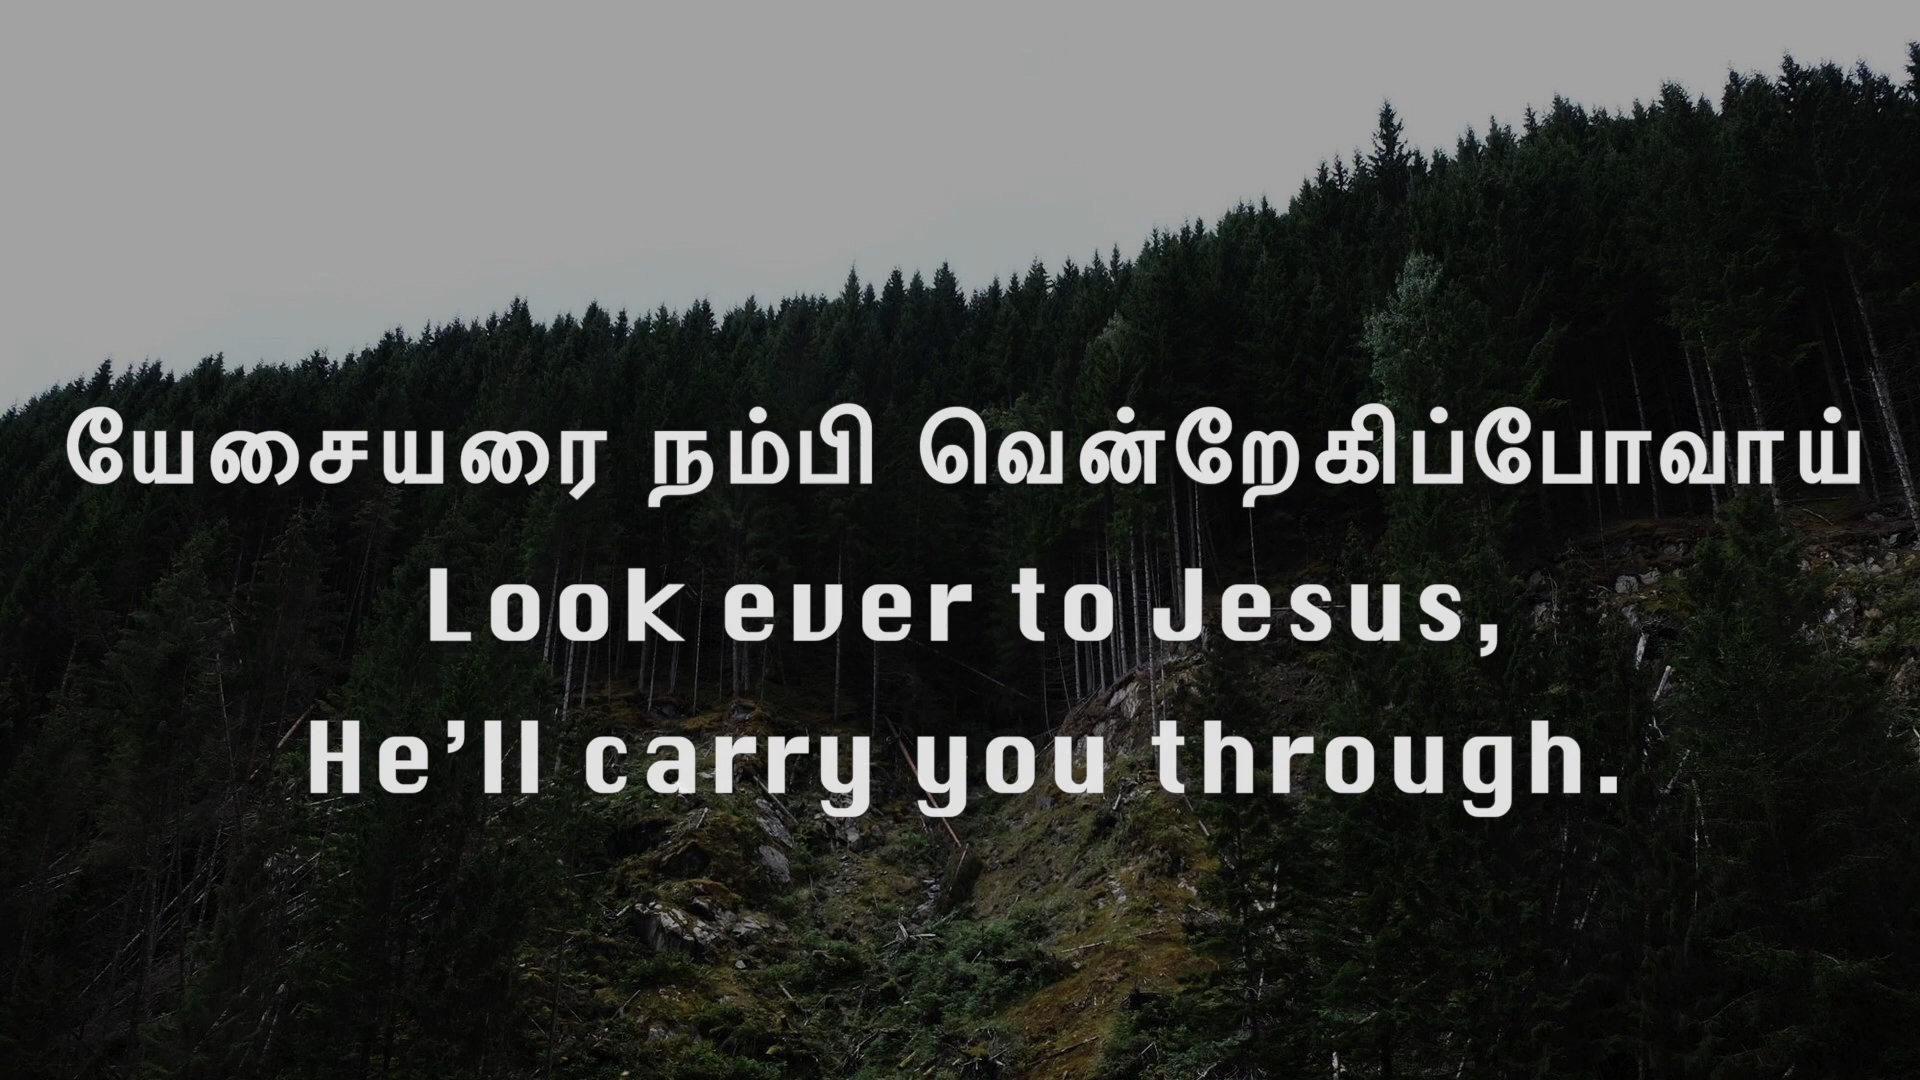 யேசையரை நம்பி வென்றேகிப்போவாய்
Look ever to Jesus,
He’ll carry you through.